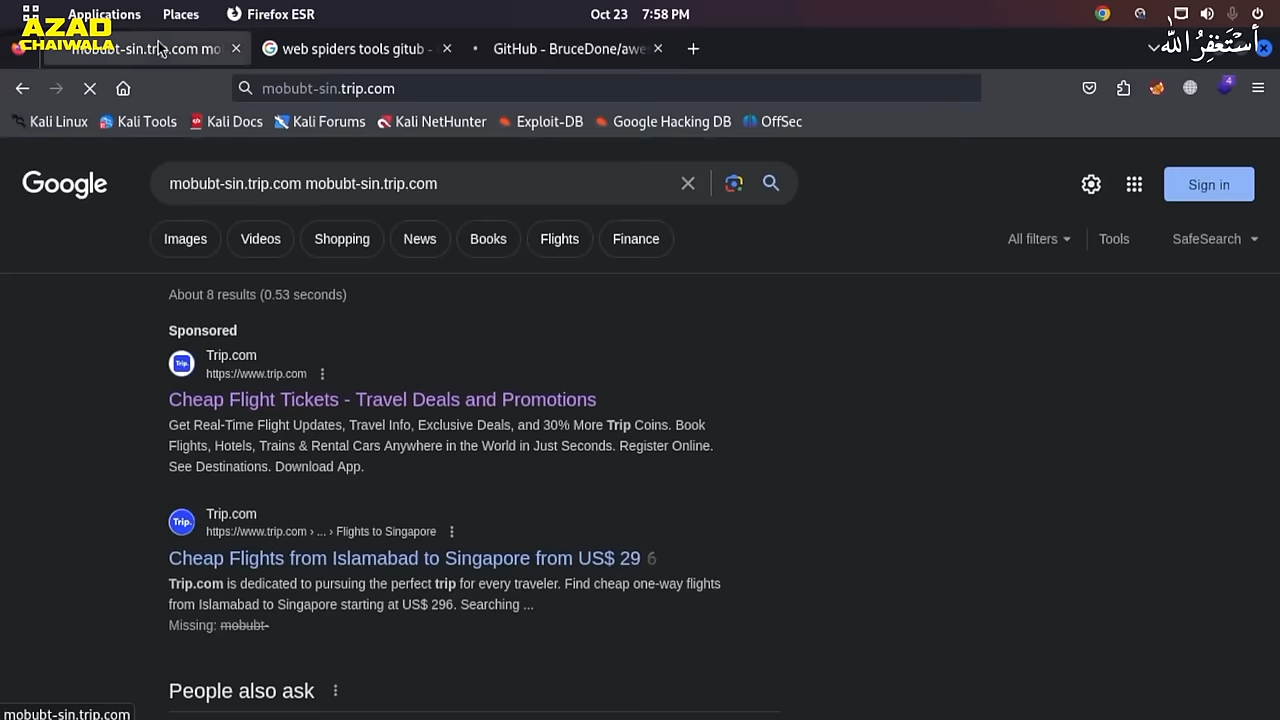 Applications Places Firefox ESR Oct 23 7:58 PM
AZAD
CHAIWALA
أستغفر الله
mobubt-sin.trip.com mo web spiders tools gitub - GitHub - BruceDone/awe
mobubt-sin.trip.com
Kali Linux Kali Tools Kali Docs Kali Forums Kali NetHunter Exploit-DB Google Hacking DB OffSec
Google mobubt-sin.trip.com mobubt-sin.trip.com Sign in
Images Videos Shopping News Books Flights Finance All filters Tools SafeSearch
About 8 results (0.53 seconds)
Sponsored
Trip.com
https://www.trip.com
Cheap Flight Tickets - Travel Deals and Promotions
Get Real-Time Flight Updates, Travel Info, Exclusive Deals, and 30% More Trip Coins. Book
Flights, Hotels, Trains & Rental Cars Anywhere in the World in Just Seconds. Register Online.
See Destinations. Download App.
Trip.com
Trip. https://www.trip.com › ... › Flights to Singapore
Cheap Flights from Islamabad to Singapore from US$ 29 6
Trip.com is dedicated to pursuing the perfect trip for every traveler. Find cheap one-way flights
from Islamabad to Singapore starting at US$ 296. Searching ...
Missing: mobubt-
People also ask
mobubt-sin.trip.com